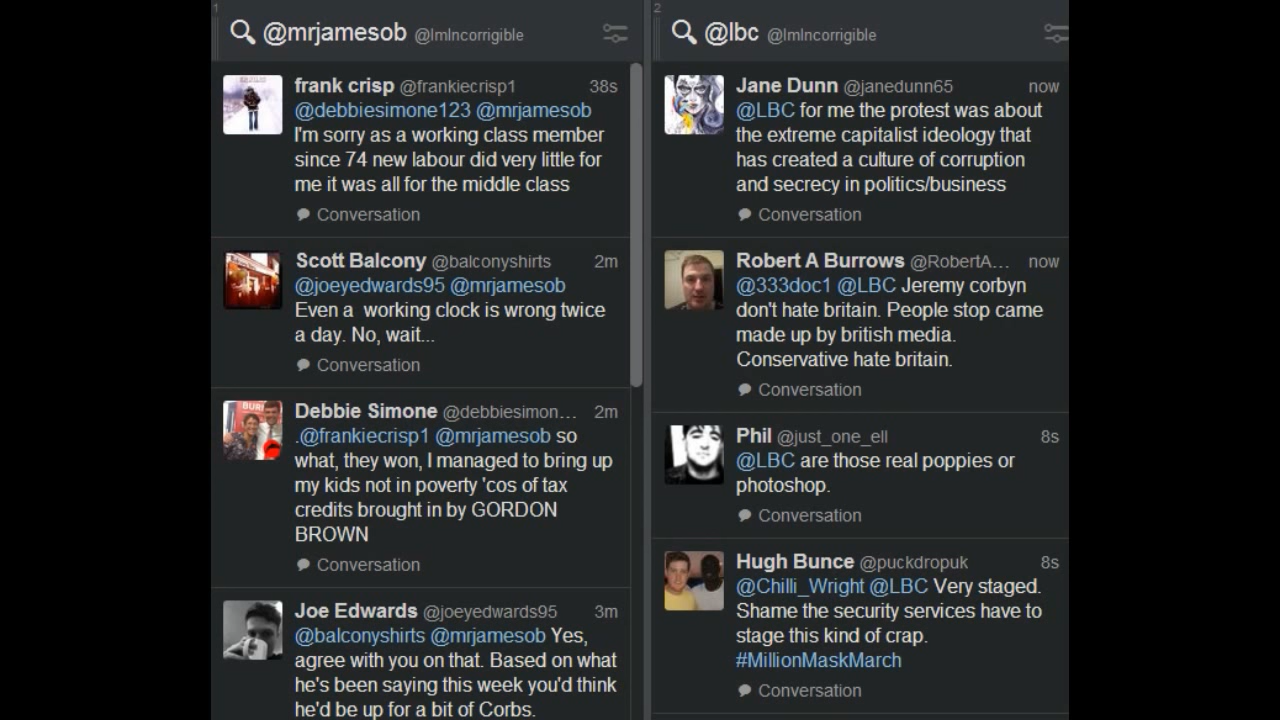 1
@mrjamesob @ImIncorrigible
frank crisp @frankiecrisp1 38s
@debbiesimone123 @mrjamesob
I'm sorry as a working class member
since 74 new labour did very little for
me it was all for the middle class
Conversation
Scott Balcony @balconyshirts 2m
@joeyedwards95 @mrjamesob
Even a  working clock is wrong twice
a day. No, wait...
Conversation
Debbie Simone @debbiesimon... 2m
.@frankiecrisp1 @mrjamesob so
what, they won, I managed to bring up
my kids not in poverty 'cos of tax
credits brought in by GORDON
BROWN
Conversation
Joe Edwards @joeyedwards95 3m
@balconyshirts @mrjamesob Yes,
agree with you on that. Based on what
he's been saying this week you'd think
he'd be up for a bit of Corbs.
2
@lbc @ImIncorrigible
Jane Dunn @janedunn65 now
@LBC for me the protest was about
the extreme capitalist ideology that
has created a culture of corruption
and secrecy in politics/business
Conversation
Robert A Burrows @RobertA... now
@333doc1 @LBC Jeremy corbyn
don't hate britain. People stop came
made up by british media.
Conservative hate britain.
Conversation
Phil @just_one_ell 8s
@LBC are those real poppies or
photoshop.
Conversation
Hugh Bunce @puckdropuk 8s
@Chilli_Wright @LBC Very staged.
Shame the security services have to
stage this kind of crap.
#MillionMaskMarch
Conversation